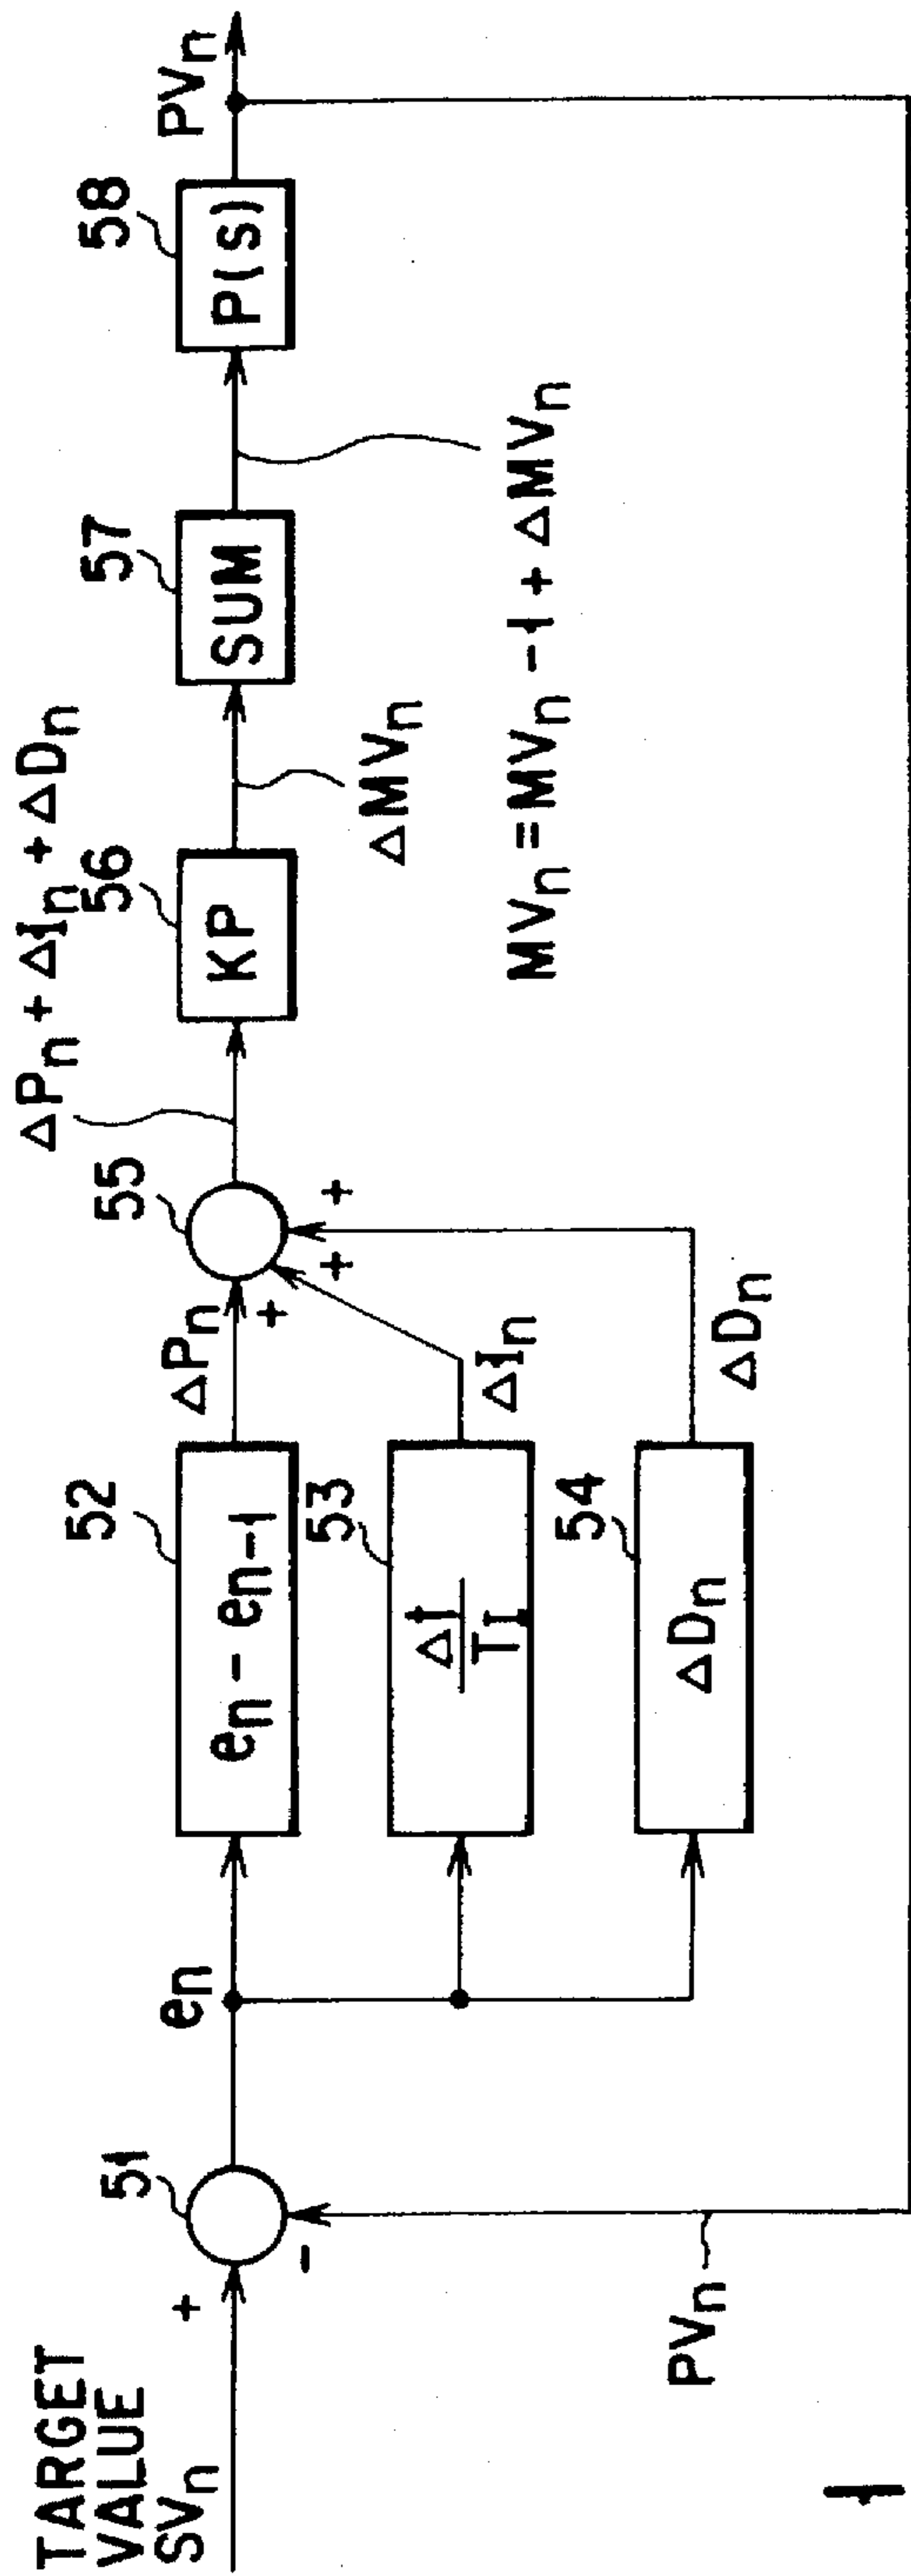 TARGET
VALUE
SVn
+
-
51
en
52
en - en-1
ΔPn
53
Δt
TI
ΔIn
54
ΔDn
ΔDn
+
+
+
55
ΔPn + ΔIn + ΔDn
56
KP
ΔMVn
57
SUM
MVn = MVn -1 + ΔMVn
58
P(S)
PVn
PVn